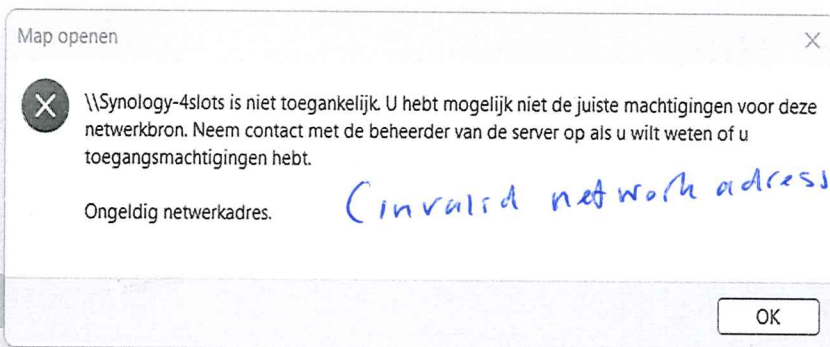 Map openen
\\Synology-4slots is niet toegankelijk. U hebt mogelijk niet de juiste machtigingen voor deze
netwerkbron. Neem contact met de beheerder van de server op als u wilt weten of u
toegangsmachtigingen hebt.
Ongeldig netwerkadres.
(invalid network adress
OK